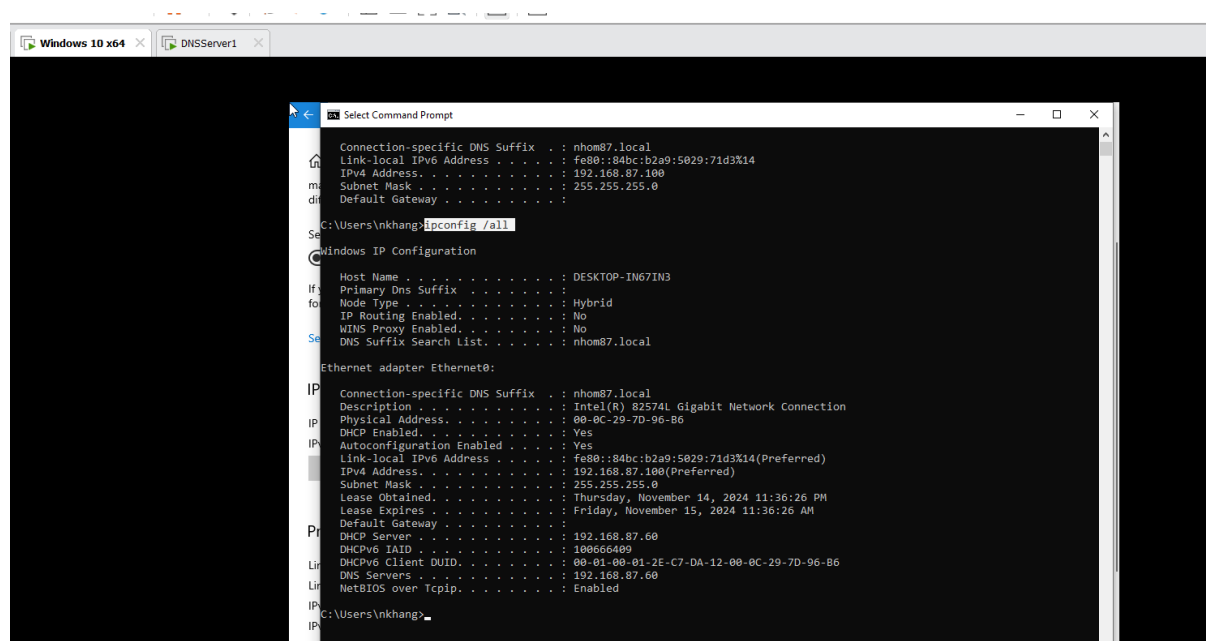 Windows 10 x64
DNSServer1
Select Command Prompt
Connection-specific DNS Suffix . : nhom87.local
Link-local IPv6 Address . . . . . : fe80::84bc:b2a9:5029:71d3%14
IPv4 Address. . . . . . . . . . . : 192.168.87.100
Subnet Mask . . . . . . . . . . . : 255.255.255.0
Default Gateway . . . . . . . . . :
C:\Users\nkhang>ipconfig /all
Windows IP Configuration
Host Name . . . . . . . . . . . . : DESKTOP-IN67IN3
Primary Dns Suffix . . . . . . . :
Node Type . . . . . . . . . . . . : Hybrid
IP Routing Enabled. . . . . . . . : No
WINS Proxy Enabled. . . . . . . . : No
DNS Suffix Search List. . . . . . : nhom87.local
Ethernet adapter Ethernet0:
Connection-specific DNS Suffix . : nhom87.local
Description . . . . . . . . . . . : Intel(R) 82574L Gigabit Network Connection
Physical Address. . . . . . . . . : 00-0C-29-7D-96-B6
DHCP Enabled. . . . . . . . . . . : Yes
Autoconfiguration Enabled . . . . : Yes
Link-local IPv6 Address . . . . . : fe80::84bc:b2a9:5029:71d3%14(Preferred)
IPv4 Address. . . . . . . . . . . : 192.168.87.100(Preferred)
Subnet Mask . . . . . . . . . . . : 255.255.255.0
Lease Obtained. . . . . . . . . . : Thursday, November 14, 2024 11:36:26 PM
Lease Expires . . . . . . . . . . : Friday, November 15, 2024 11:36:26 AM
Default Gateway . . . . . . . . . :
DHCP Server . . . . . . . . . . . : 192.168.87.60
DHCPv6 IAID . . . . . . . . . . . : 100666409
DHCPv6 Client DUID. . . . . . . . : 00-01-00-01-2E-C7-DA-12-00-0C-29-7D-96-B6
DNS Servers . . . . . . . . . . . : 192.168.87.60
NetBIOS over Tcpip. . . . . . . . : Enabled
C:\Users\nkhang>